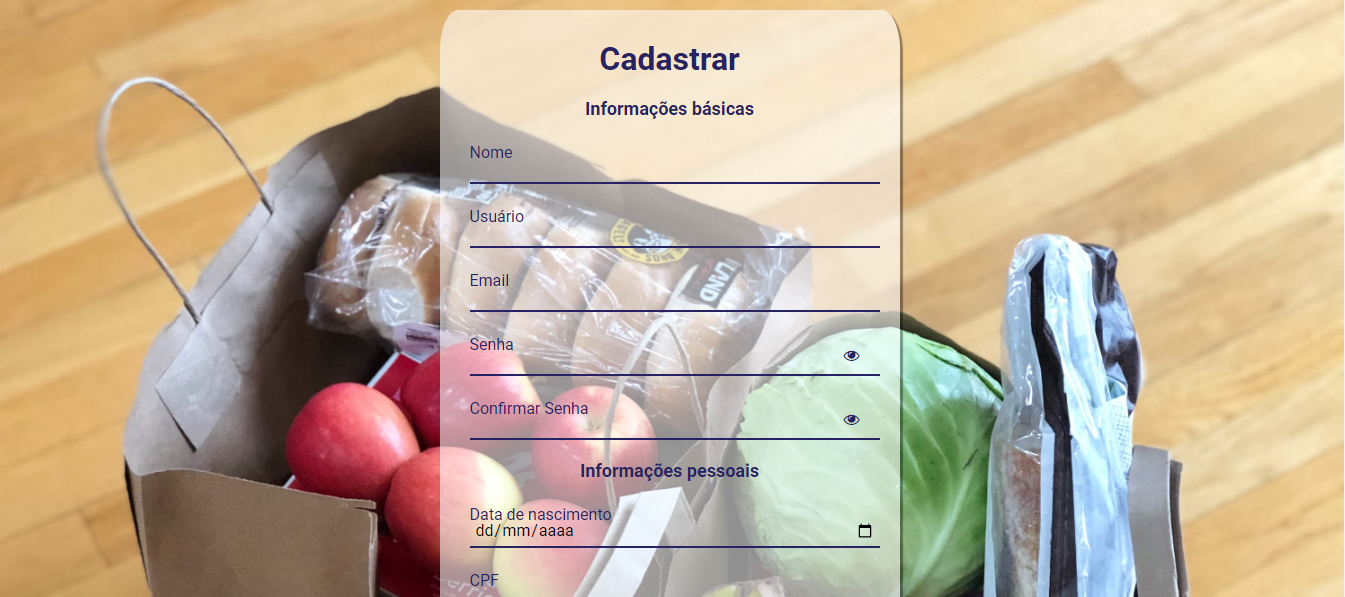 Cadastrar
Informações básicas
Nome
Usuário
Email
Senha
Confirmar Senha
Informações pessoais
Data de nascimento
dd/mm/aaaa
CPF